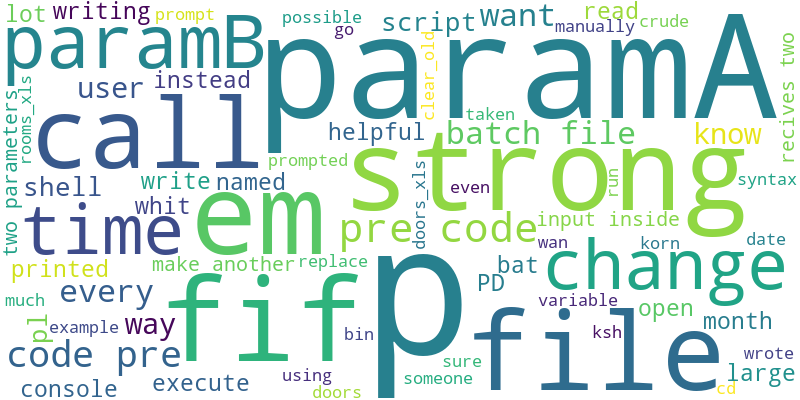 lot writing prompt possible go script want manually read crude
paramB paramA
user instead clear_old
rooms_xls call helpful taken batch file know recives two
prompted strong
two parameters shell write named doors_xls even run syntax
whit em pre code input inside
time wan korn date
printed make another replace bat change
every PD
much fif p variable open
pl example way bin file ksh month
code pre sure wrote
console execute using someone large
doors cd